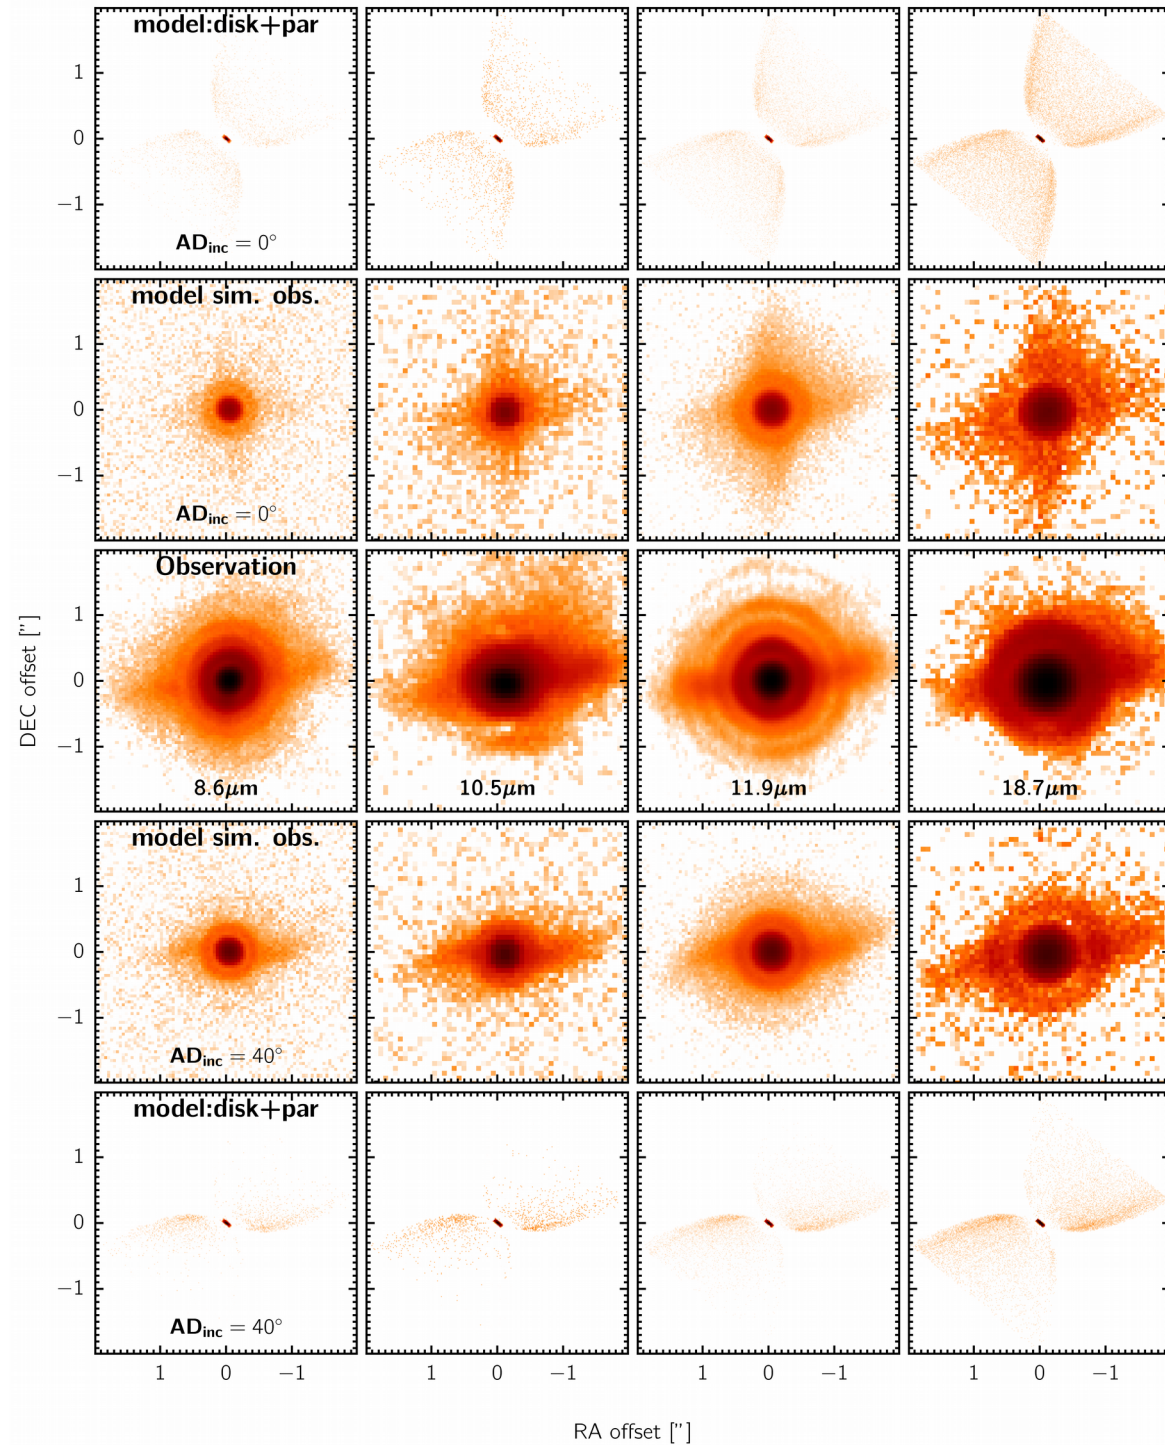 model:disk+par
1
0
−1
AD_inc = 0°
model sim. obs.
1
0
−1
AD_inc = 0°
Observation
1
0
−1
8.6μm
10.5μm
11.9μm
18.7μm
DEC offset ["]
model sim. obs.
1
0
−1
AD_inc = 40°
model:disk+par
1
0
−1
AD_inc = 40°
1 0 −1 1 0 −1 1 0 −1 1 0 −1
RA offset ["]